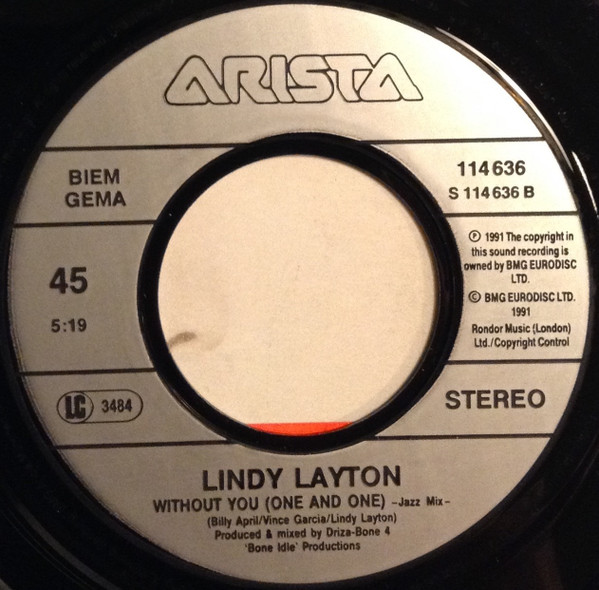 ARISTA
BIEM
GEMA
114 636
S 114 636 B
45
5:19
℗ 1991 The copyright in
this sound recording is
owned by BMG EURODISC
LTD.
© BMG EURODISC LTD.
1991
Rondor Music (London)
Ltd./Copyright Control
LC 3484
STEREO
LINDY LAYTON
WITHOUT YOU (ONE AND ONE) -Jazz Mix-
(Billy April/Vince Garcia/Lindy Layton)
Produced & mixed by Driza-Bone 4
'Bone Idle' Productions